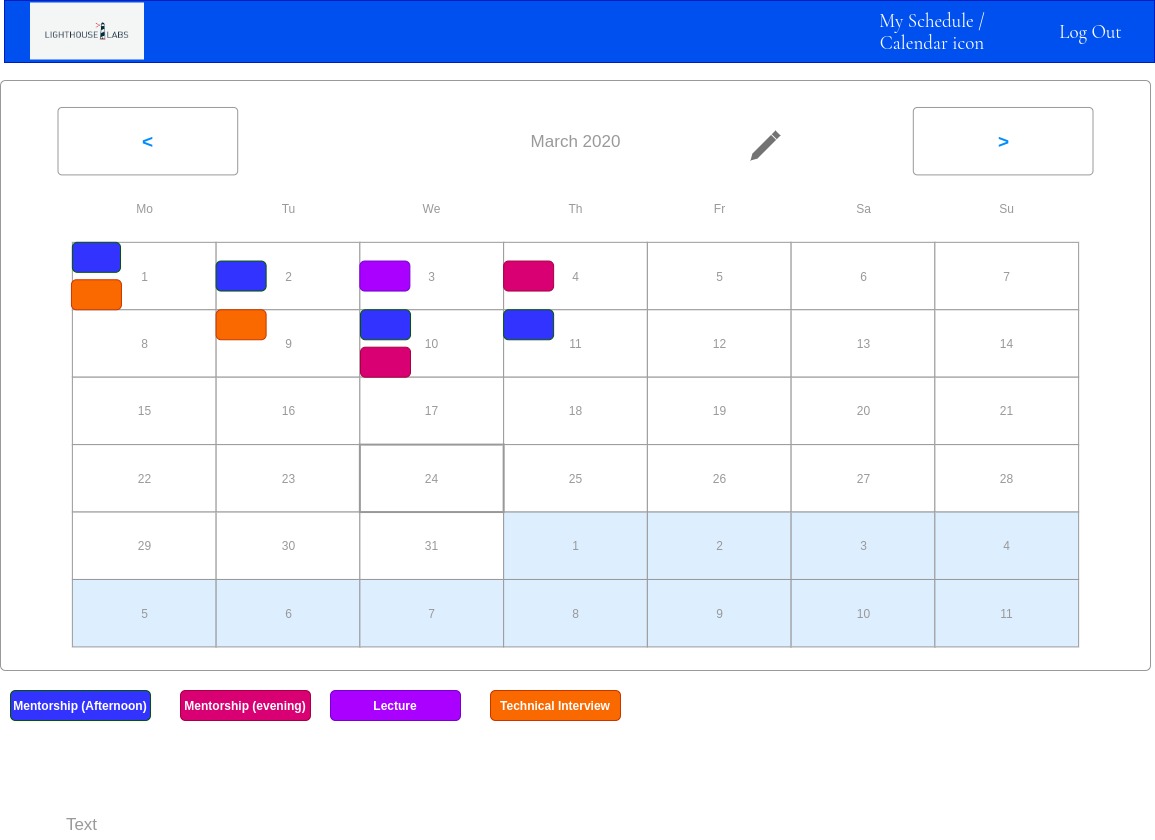 LIGHTHOUSE LABS
My Schedule /
Calendar icon
Log Out
< March 2020 >
Mo Tu We Th Fr Sa Su
1 2 3 4 5 6 7
8 9 10 11 12 13 14
15 16 17 18 19 20 21
22 23 24 25 26 27 28
29 30 31 1 2 3 4
5 6 7 8 9 10 11
Mentorship (Afternoon) Mentorship (evening) Lecture Technical Interview
Text